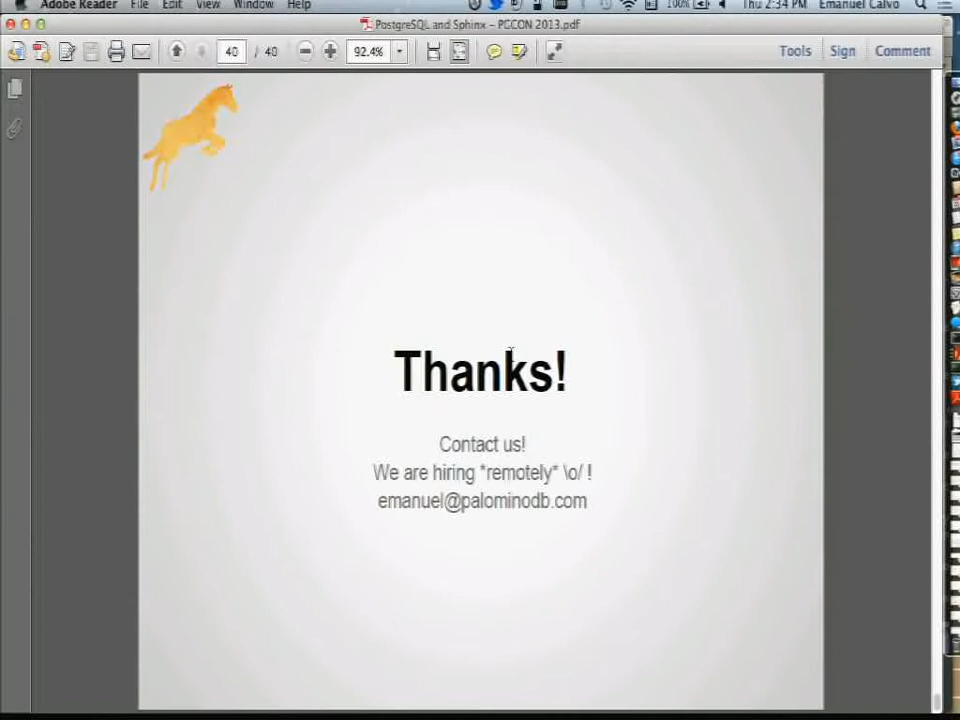 Adobe Reader File Edit View Window Help 100% Thu 2:34 PM Emanuel Calvo
PostgreSQL and Sphinx – PGCON 2013.pdf
40 / 40 92.4% Tools Sign Comment
Thanks!
Contact us!
We are hiring *remotely* \o/ !
emanuel@palominodb.com